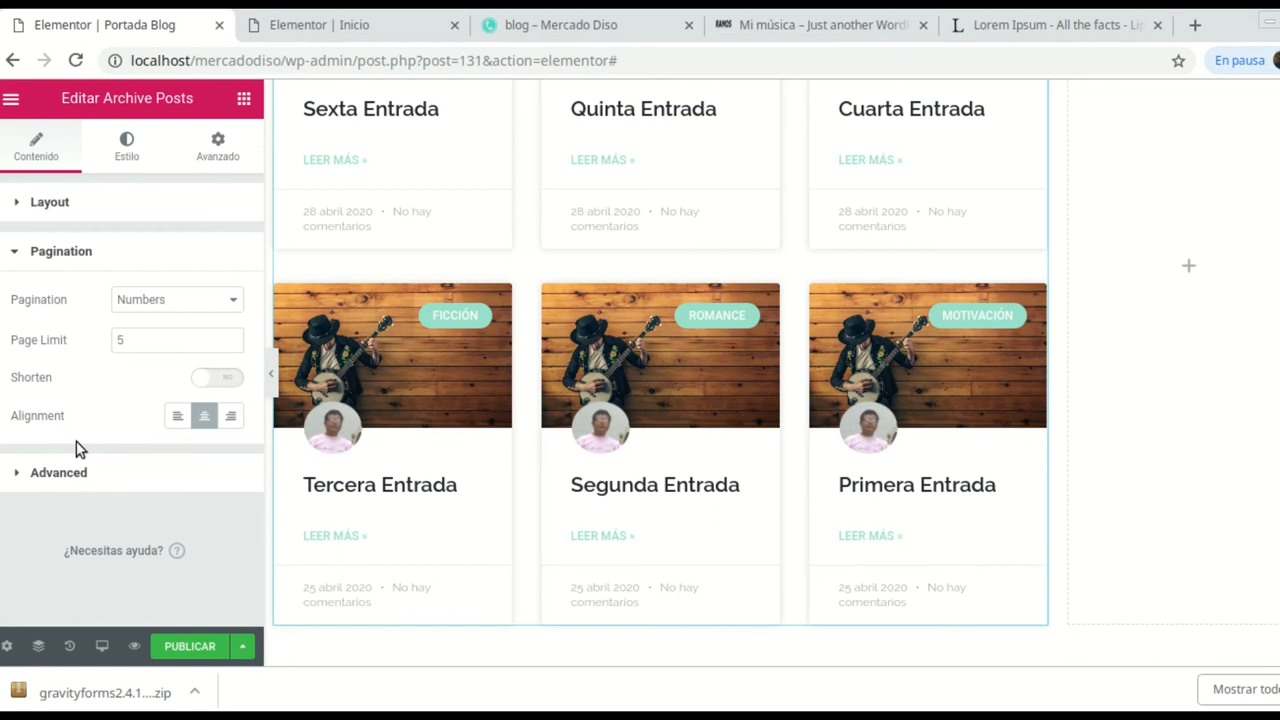 Elementor | Portada Blog
Elementor | Inicio
blog – Mercado Diso
Mi música – Just another WordP
Lorem Ipsum - All the facts - Lip
localhost/mercadodiso/wp-admin/post.php?post=131&action=elementor#
En pausa
Editar Archive Posts
Contenido
Estilo
Avanzado
Layout
Pagination
Pagination
Numbers
Page Limit
5
Shorten
NO
Alignment
Advanced
¿Necesitas ayuda? ?
PUBLICAR
Sexta Entrada
LEER MÁS »
28 abril 2020 • No hay
comentarios
Quinta Entrada
LEER MÁS »
28 abril 2020 • No hay
comentarios
Cuarta Entrada
LEER MÁS »
28 abril 2020 • No hay
comentarios
FICCIÓN
Tercera Entrada
LEER MÁS »
25 abril 2020 • No hay
comentarios
ROMANCE
Segunda Entrada
LEER MÁS »
25 abril 2020 • No hay
comentarios
MOTIVACIÓN
Primera Entrada
LEER MÁS »
25 abril 2020 • No hay
comentarios
gravityforms2.4.1....zip
Mostrar todo